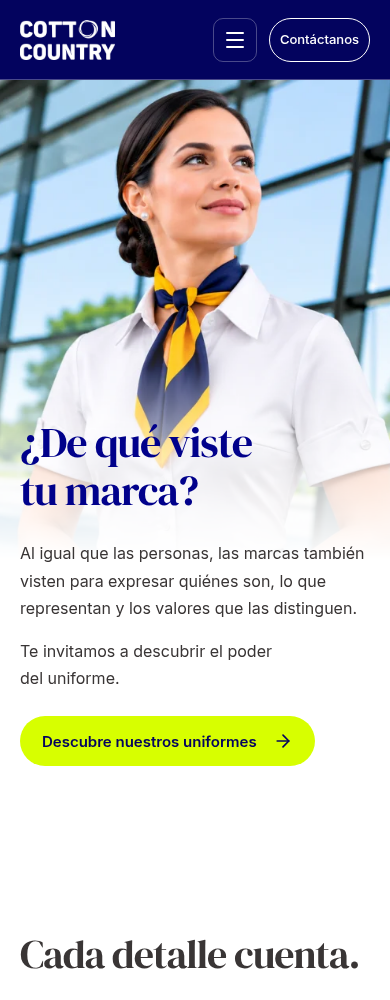 COTTON
COUNTRY
Contáctanos
¿De qué viste
tu marca?
Al igual que las personas, las marcas también
visten para expresar quiénes son, lo que
representan y los valores que las distinguen.
Te invitamos a descubrir el poder
del uniforme.
Descubre nuestros uniformes
Cada detalle cuenta.